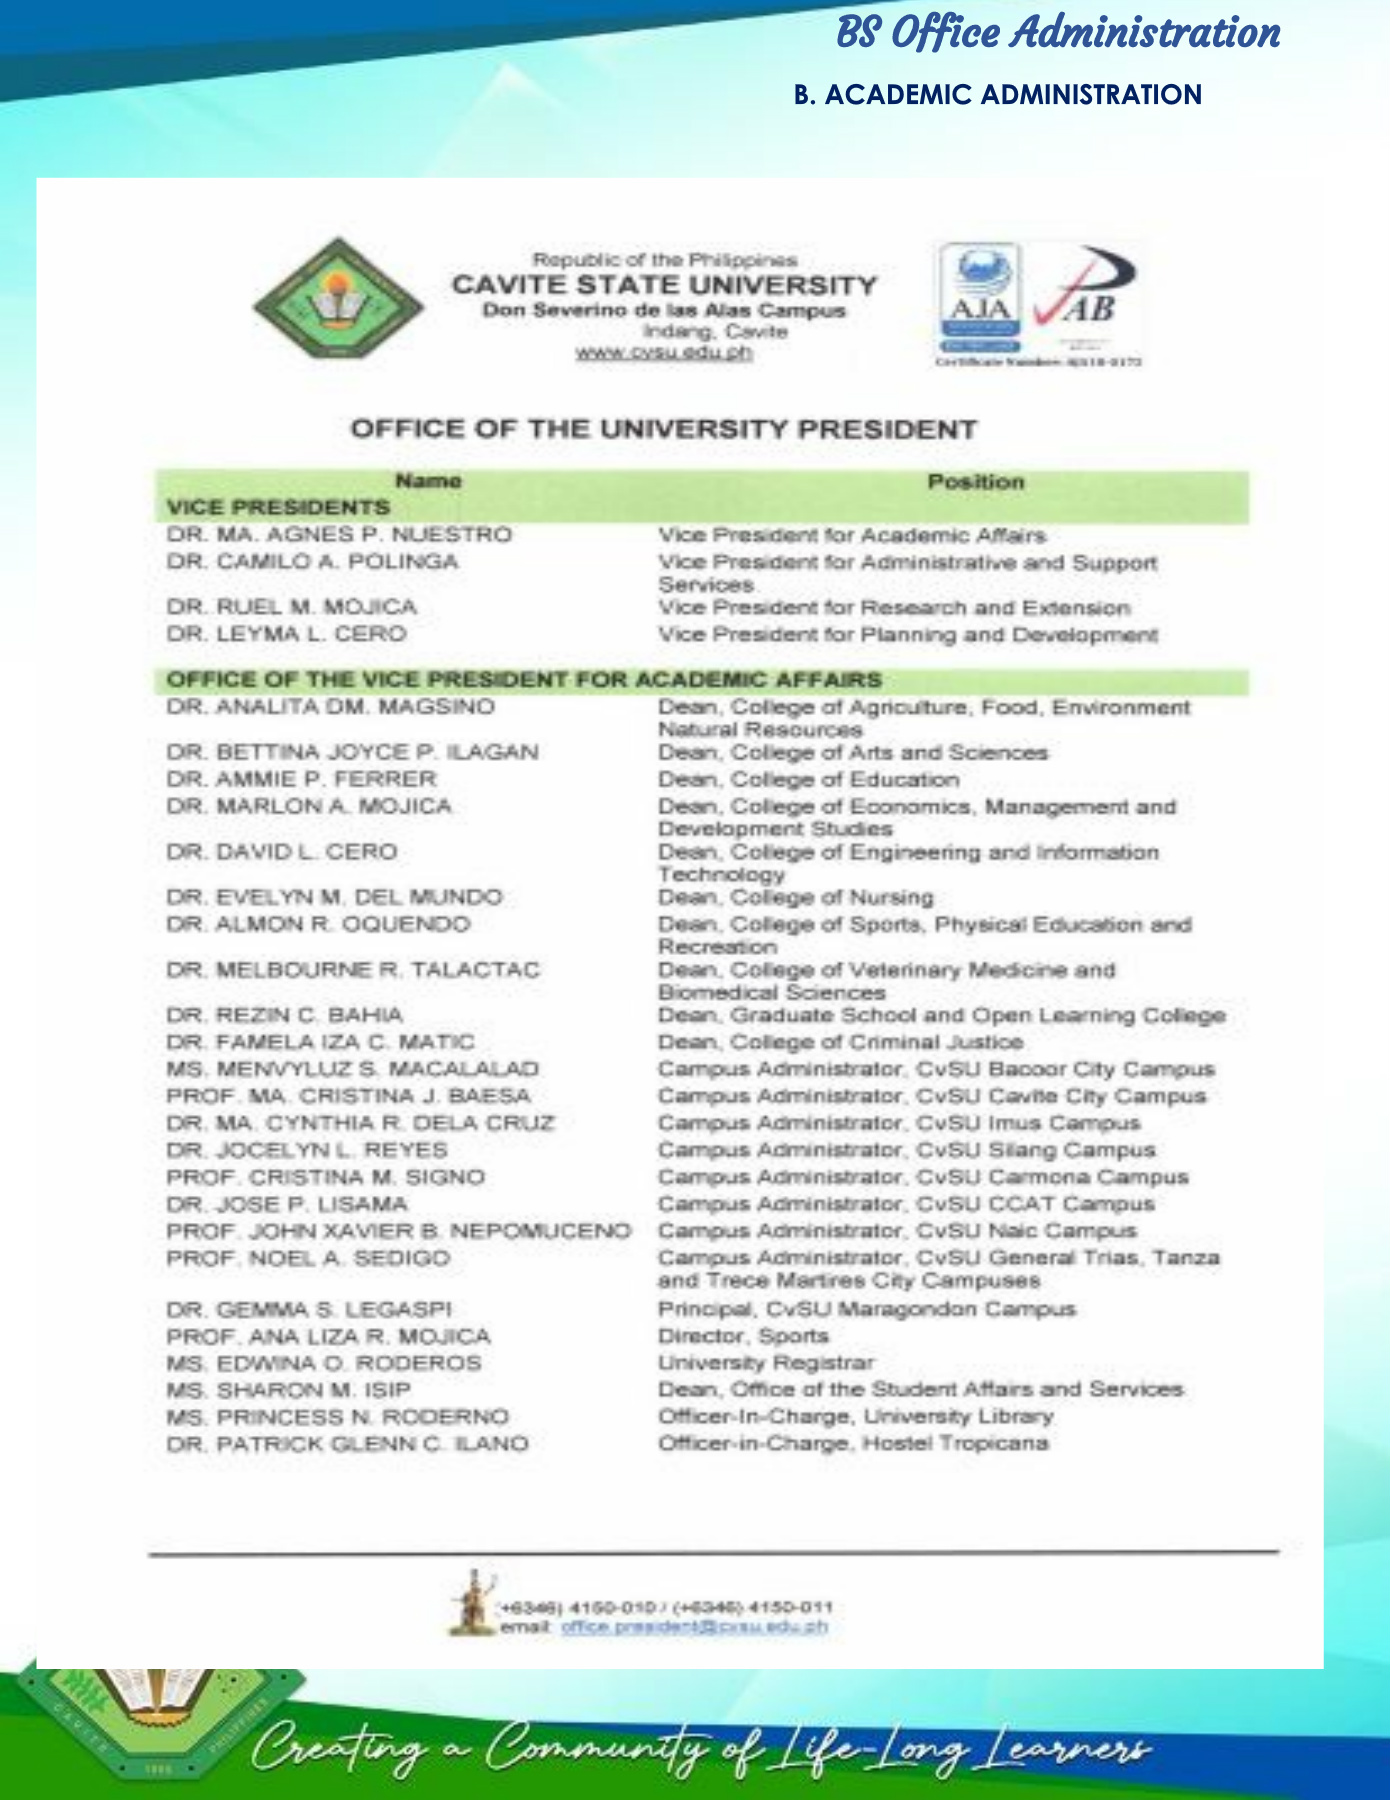 BS Office Administration
B. ACADEMIC ADMINISTRATION
Republic of the Philippines
CAVITE STATE UNIVERSITY
Don Severino de las Alas Campus
Indang, Cavite
www.cvsu.edu.ph
AJA
PAB
Certificate Number:
OFFICE OF THE UNIVERSITY PRESIDENT
Name Position
VICE PRESIDENTS
DR. MA. AGNES P. NUESTRO Vice President for Academic Affairs
DR. CAMILO A. POLINGA Vice President for Administrative and Support
Services
DR. RUEL M. MOJICA Vice President for Research and Extension
DR. LEYMA L. CERO Vice President for Planning and Development
OFFICE OF THE VICE PRESIDENT FOR ACADEMIC AFFAIRS
DR. ANALITA DM. MAGSINO Dean, College of Agriculture, Food, Environment
Natural Resources
DR. BETTINA JOYCE P. ILAGAN Dean, College of Arts and Sciences
DR. AMMIE P. FERRER Dean, College of Education
DR. MARLON A. MOJICA Dean, College of Economics, Management and
Development Studies
DR. DAVID L. CERO Dean, College of Engineering and Information
Technology
DR. EVELYN M. DEL MUNDO Dean, College of Nursing
DR. ALMON R. OQUENDO Dean, College of Sports, Physical Education and
Recreation
DR. MELBOURNE R. TALACTAC Dean, College of Veterinary Medicine and
Biomedical Sciences
DR. REZIN C. BAHIA Dean, Graduate School and Open Learning College
DR. FAMELA IZA C. MATIC Dean, College of Criminal Justice
MS. MENVYLUZ S. MACALALAD Campus Administrator, CvSU Bacoor City Campus
PROF. MA. CRISTINA J. BAESA Campus Administrator, CvSU Cavite City Campus
DR. MA. CYNTHIA R. DELA CRUZ Campus Administrator, CvSU Imus Campus
DR. JOCELYN L. REYES Campus Administrator, CvSU Silang Campus
PROF. CRISTINA M. SIGNO Campus Administrator, CvSU Carmona Campus
DR. JOSE P. LISAMA Campus Administrator, CvSU CCAT Campus
PROF. JOHN XAVIER B. NEPOMUCENO Campus Administrator, CvSU Naic Campus
PROF. NOEL A. SEDIGO Campus Administrator, CvSU General Trias, Tanza
and Trece Martires City Campuses
DR. GEMMA S. LEGASPI Principal, CvSU Maragondon Campus
PROF. ANA LIZA R. MOJICA Director, Sports
MS. EDWINA O. RODEROS University Registrar
MS. SHARON M. ISIP Dean, Office of the Student Affairs and Services
MS. PRINCESS N. RODERNO Officer-In-Charge, University Library
DR. PATRICK GLENN C. ILANO Officer-in-Charge, Hostel Tropicana
(+6346) 4150-010 / (+6346) 4150-011
email: office.president@cvsu.edu.ph
CAVITE PHILIPPINES
1906
Creating a Community of Life-Long Learners